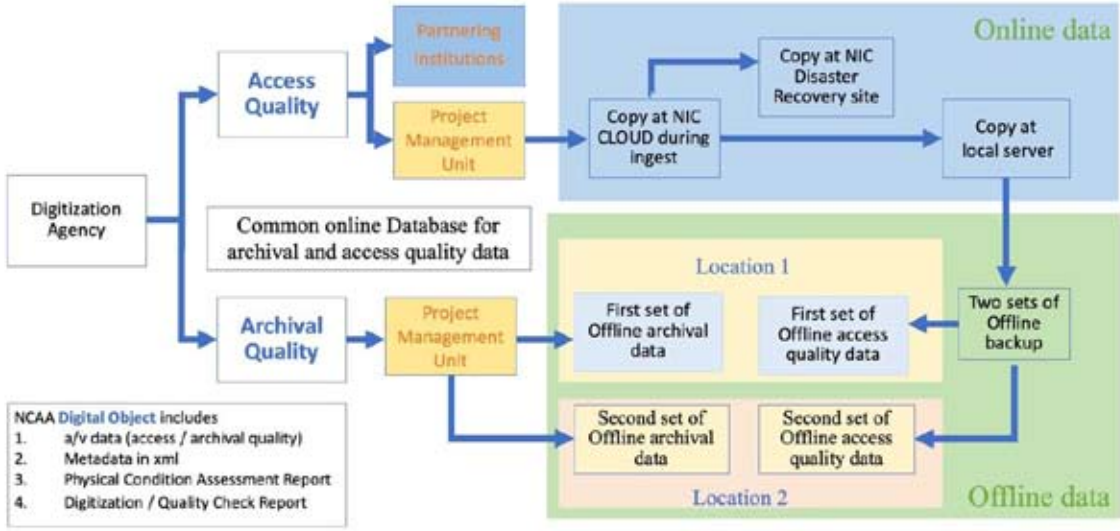 Online data
Partnering
Institutions
Access
Quality
Project
Management
Unit
Copy at NIC
CLOUD during
ingest
Copy at NIC
Disaster
Recovery site
Copy at
local server
Digitization
Agency
Common online Database for
archival and access quality data
Archival
Quality
Project
Management
Unit
Location 1
First set of
Offline archival
data
First set of
Offline access
quality data
Two sets of
Offline
backup
Second set of
Offline archival
data
Second set of
Offline access
quality data
Location 2
Offline data
NCAA Digital Object includes
1. a/v data (access / archival quality)
2. Metadata in xml
3. Physical Condition Assessment Report
4. Digitization / Quality Check Report